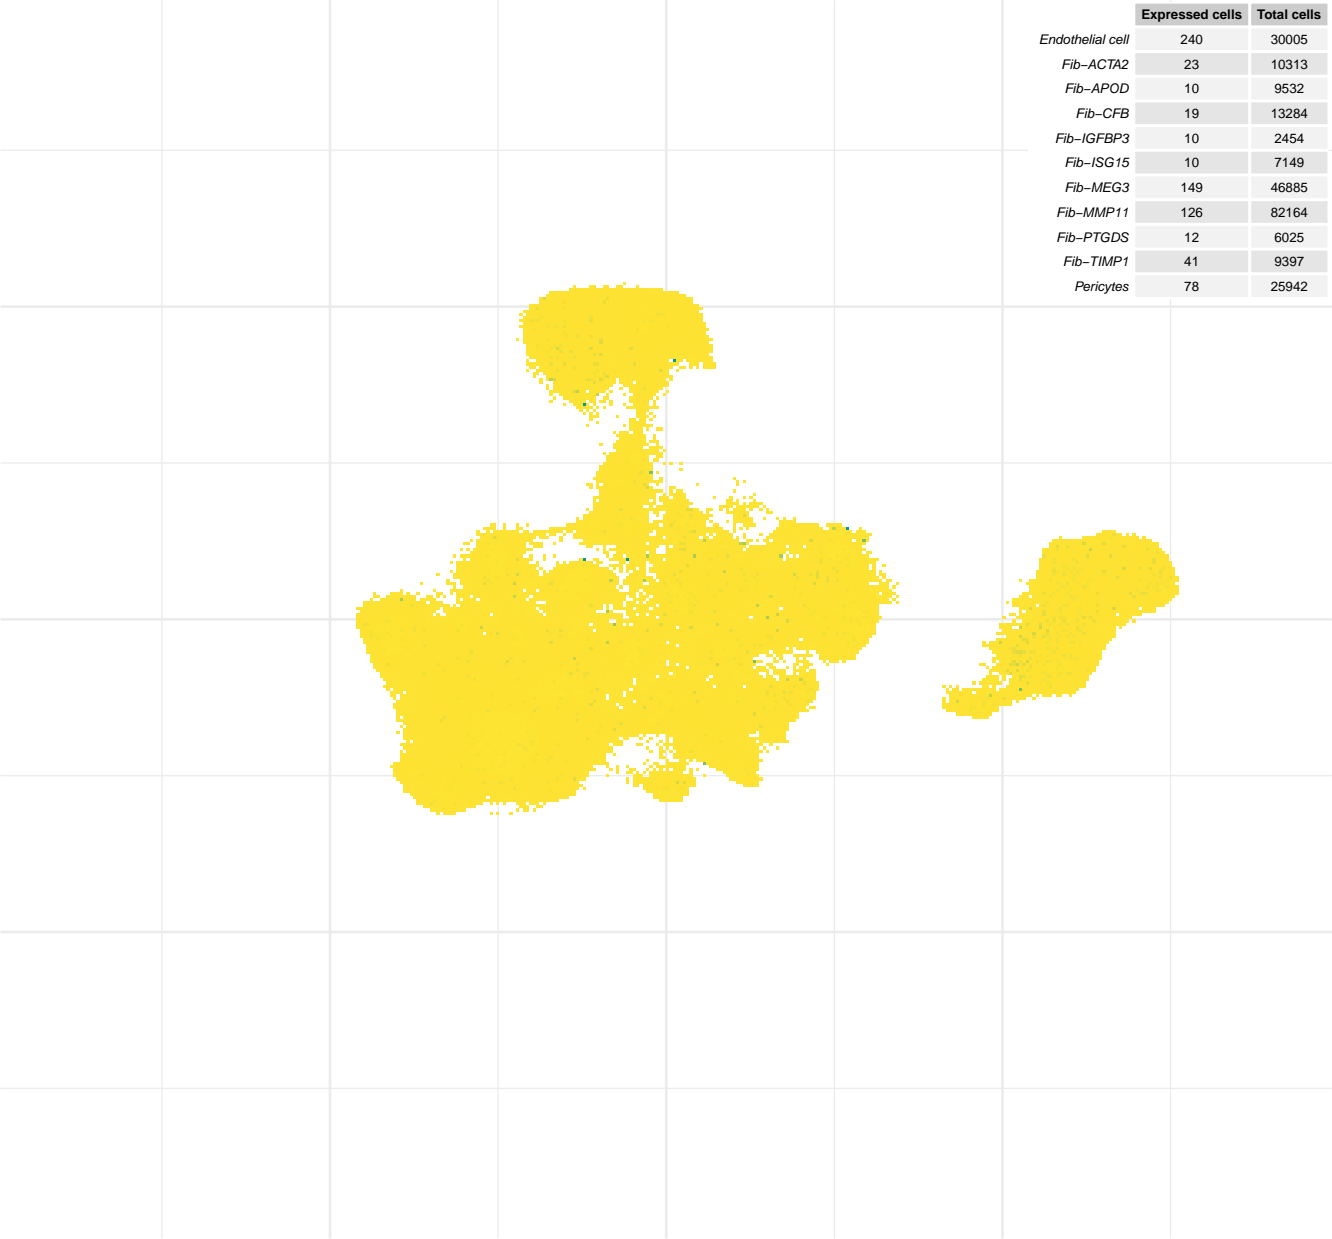 Expressed cells Total cells
Endothelial cell 240 30005
Fib−ACTA2 23 10313
Fib−APOD 10 9532
Fib−CFB 19 13284
Fib−IGFBP3 10 2454
Fib−ISG15 10 7149
Fib−MEG3 149 46885
Fib−MMP11 126 82164
Fib−PTGDS 12 6025
Fib−TIMP1 41 9397
Pericytes 78 25942